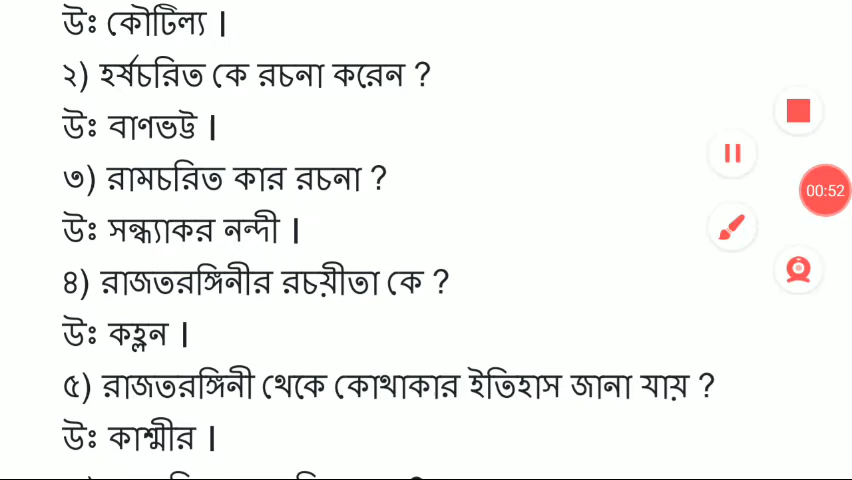 উঃ কৌটিল্য ।
২) হর্ষচরিত কে রচনা করেন ?
উঃ বাণভট্ট ।
৩) রামচরিত কার রচনা ?
উঃ সন্ধ্যাকর নন্দী ।
৪) রাজতরঙ্গিনীর রচয়ীতা কে ?
উঃ কহ্লন ।
৫) রাজতরঙ্গিনী থেকে কোথাকার ইতিহাস জানা যায় ?
উঃ কাশ্মীর ।
00:52